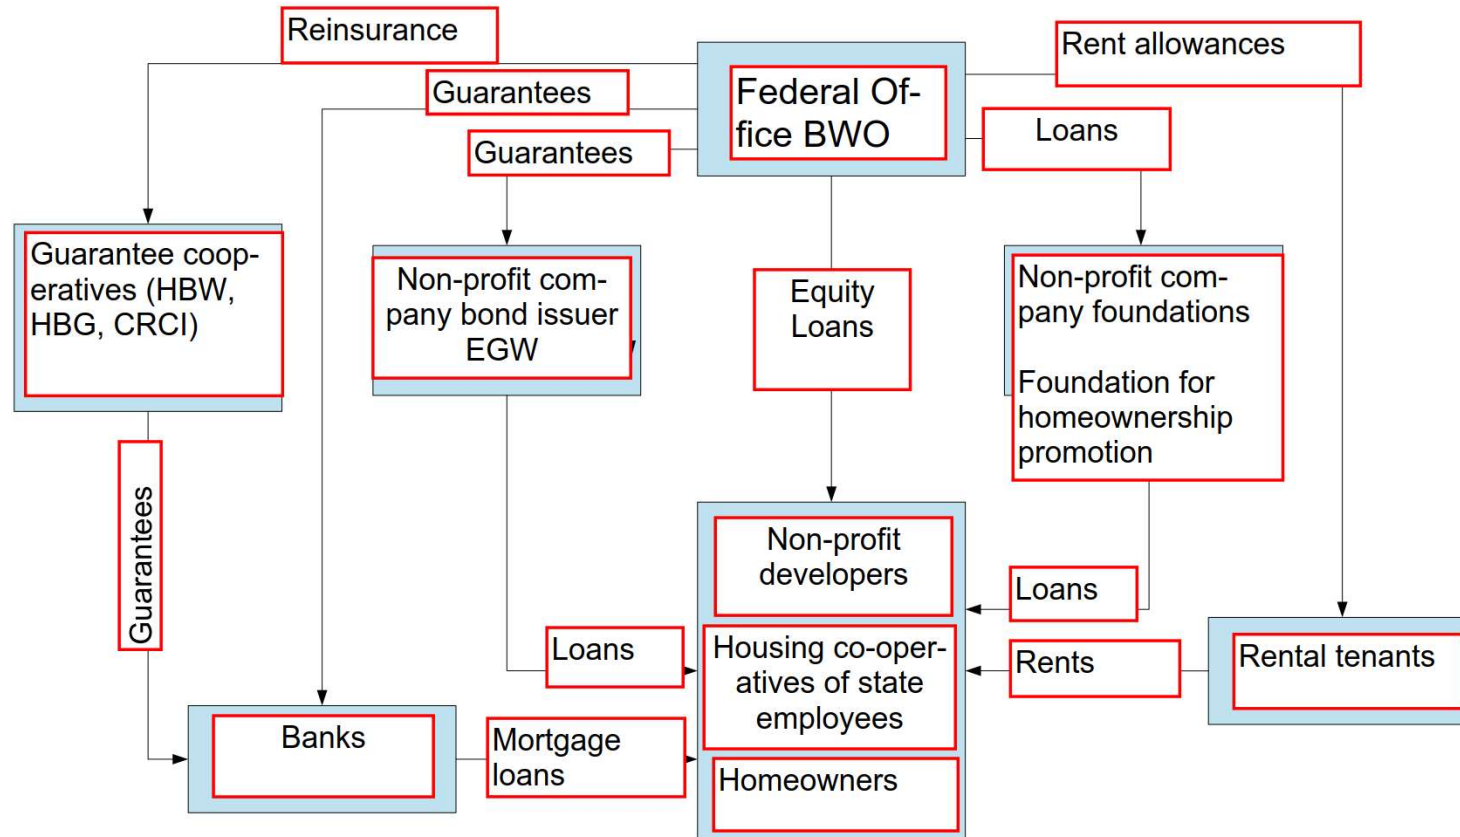 Reinsurance
Rent allowances
Guarantees
Federal Of-
fice BWO
Loans
Guarantees
Guarantee coop-
eratives (HBW,
HBG, CRCI)
Non-profit com-
pany bond issuer
EGW
Equity
Loans
Non-profit com-
pany foundations
Foundation for
homeownership
promotion
Guarantees
Non-profit
developers
Loans
Loans
Housing co-oper-
atives of state
employees
Rents
Rental tenants
Banks
Mortgage
loans
Homeowners